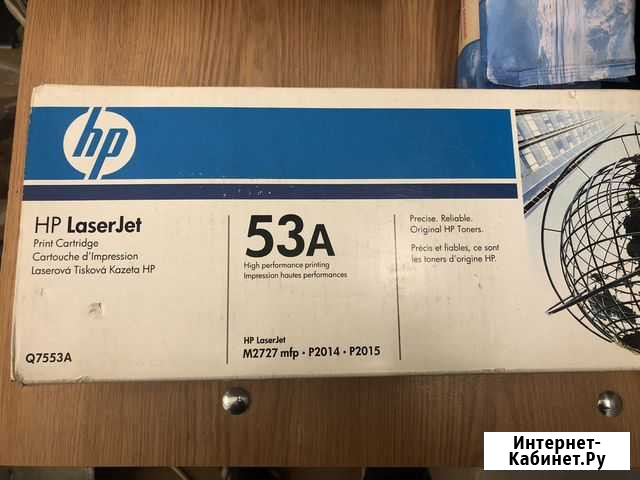 hp
HP LaserJet
Print Cartridge
Cartouche d'Impression
Laserová Tisková Kazeta HP
Q7553A
53A
High performance printing
Impression hautes performances
HP LaserJet
M2727 mfp · P2014 · P2015
Precise. Reliable.
Original HP Toners.
Précis et fiables, ce sont
les toners d'origine HP.
Интернет-
Кабинет.Ру